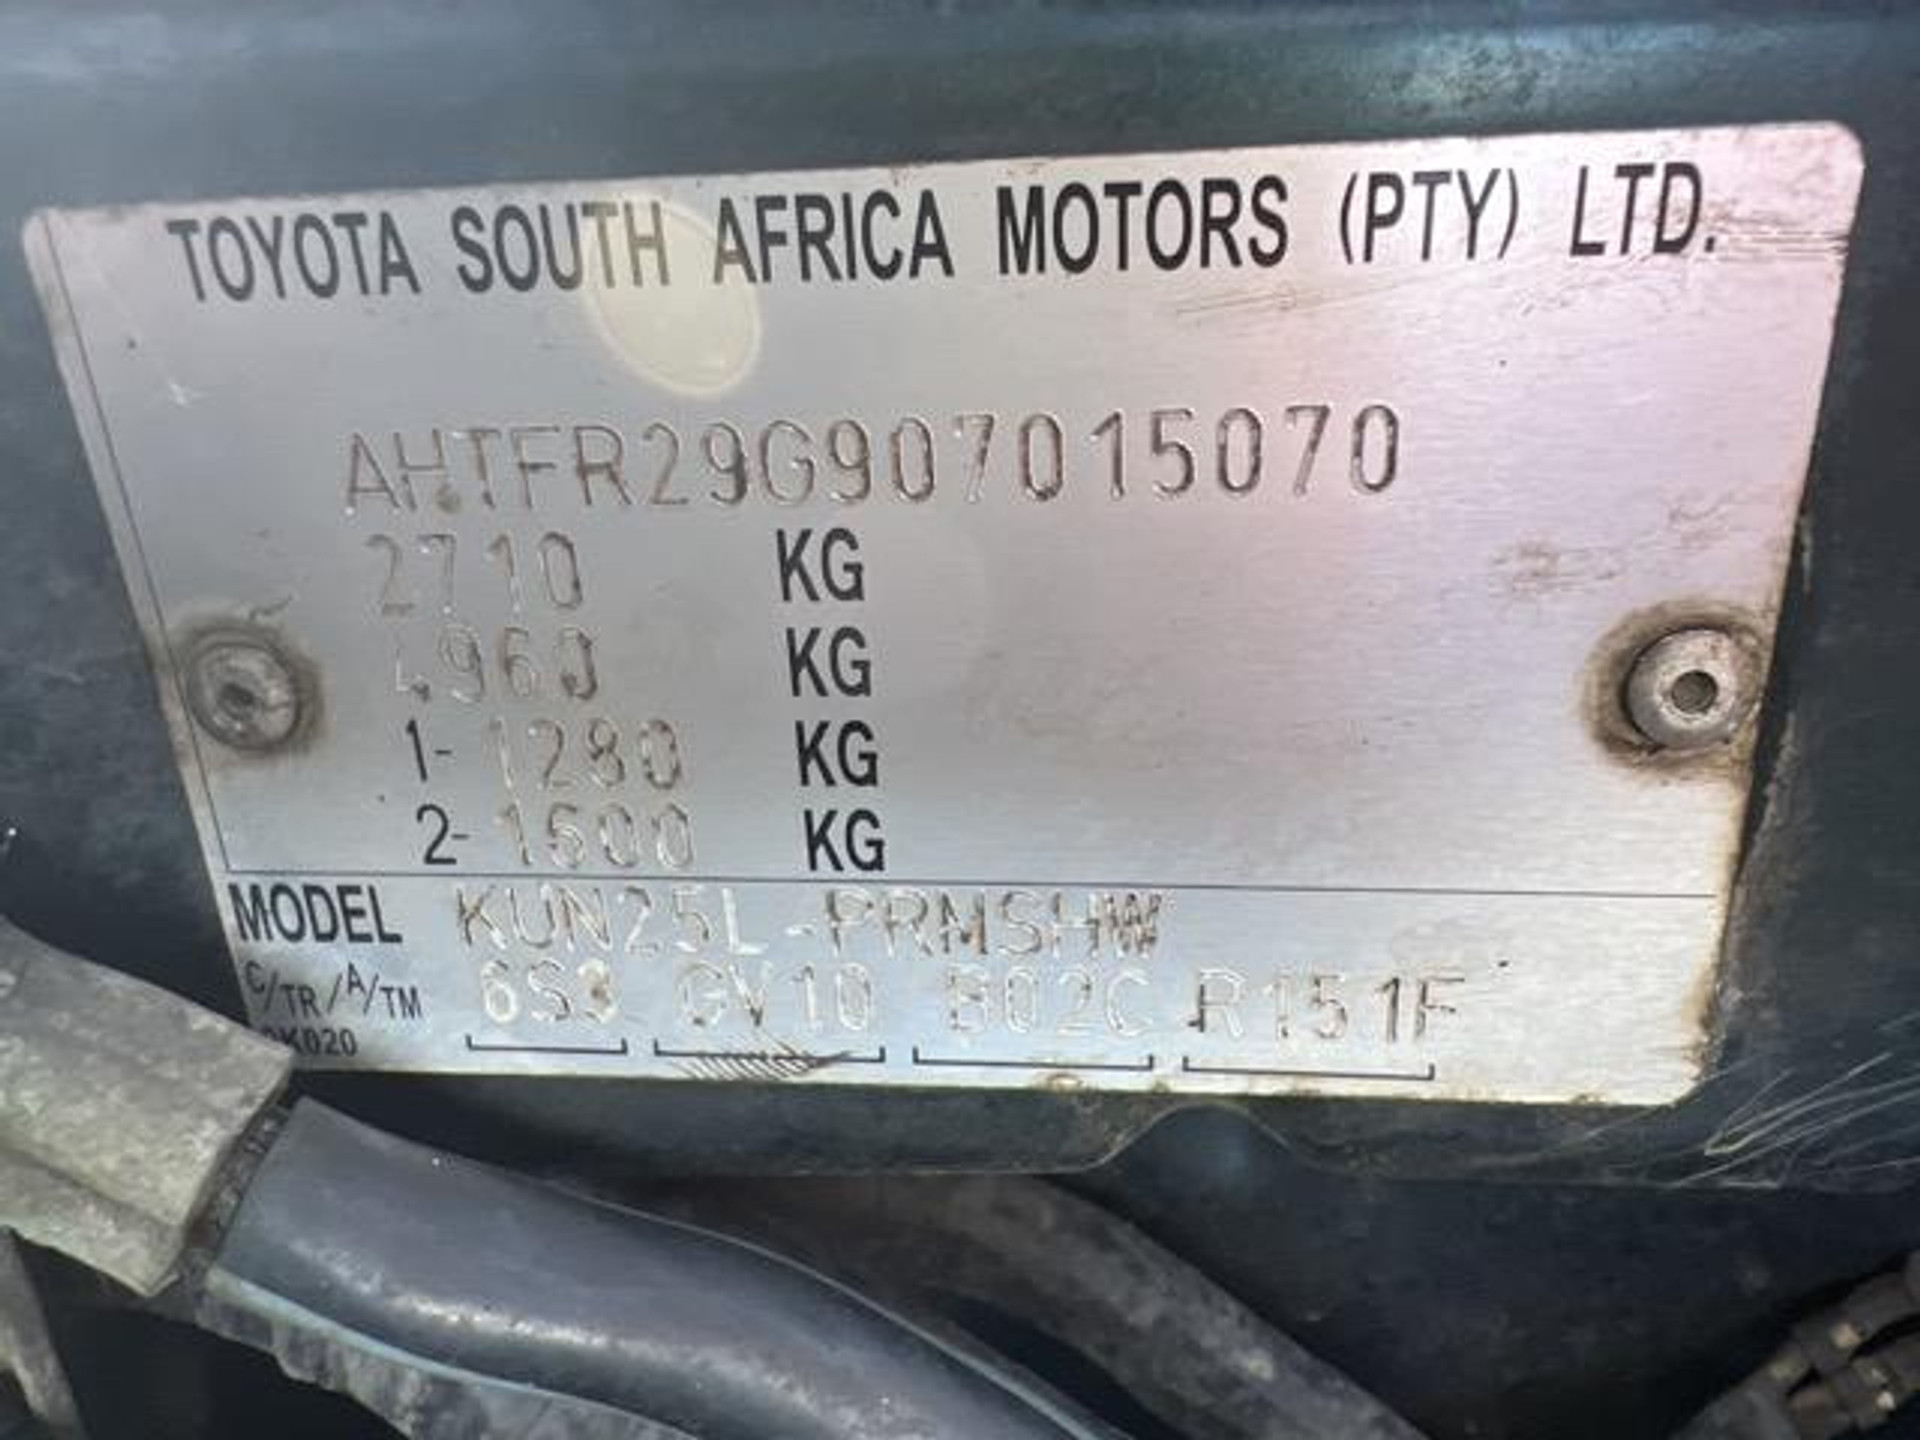 TOYOTA SOUTH AFRICA MOTORS (PTY) LTD.
AHTFR29G907015070
2710 KG
4960 KG
1- 1280 KG
2- 1500 KG
MODEL KUN25L-PRMSHW
C/TR/A/TM 6S3 GV10 B02C R151F
0K020